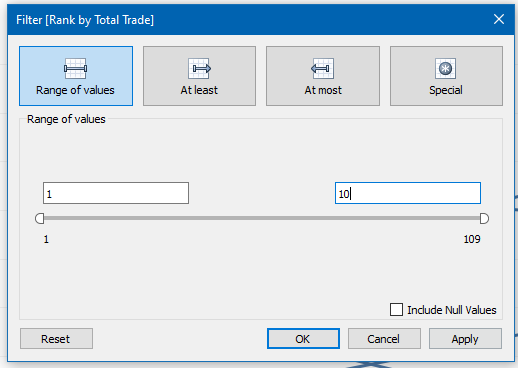 Filter [Rank by Total Trade]
Range of values At least At most Special
Range of values
1 10
1 109
Include Null Values
Reset OK Cancel Apply